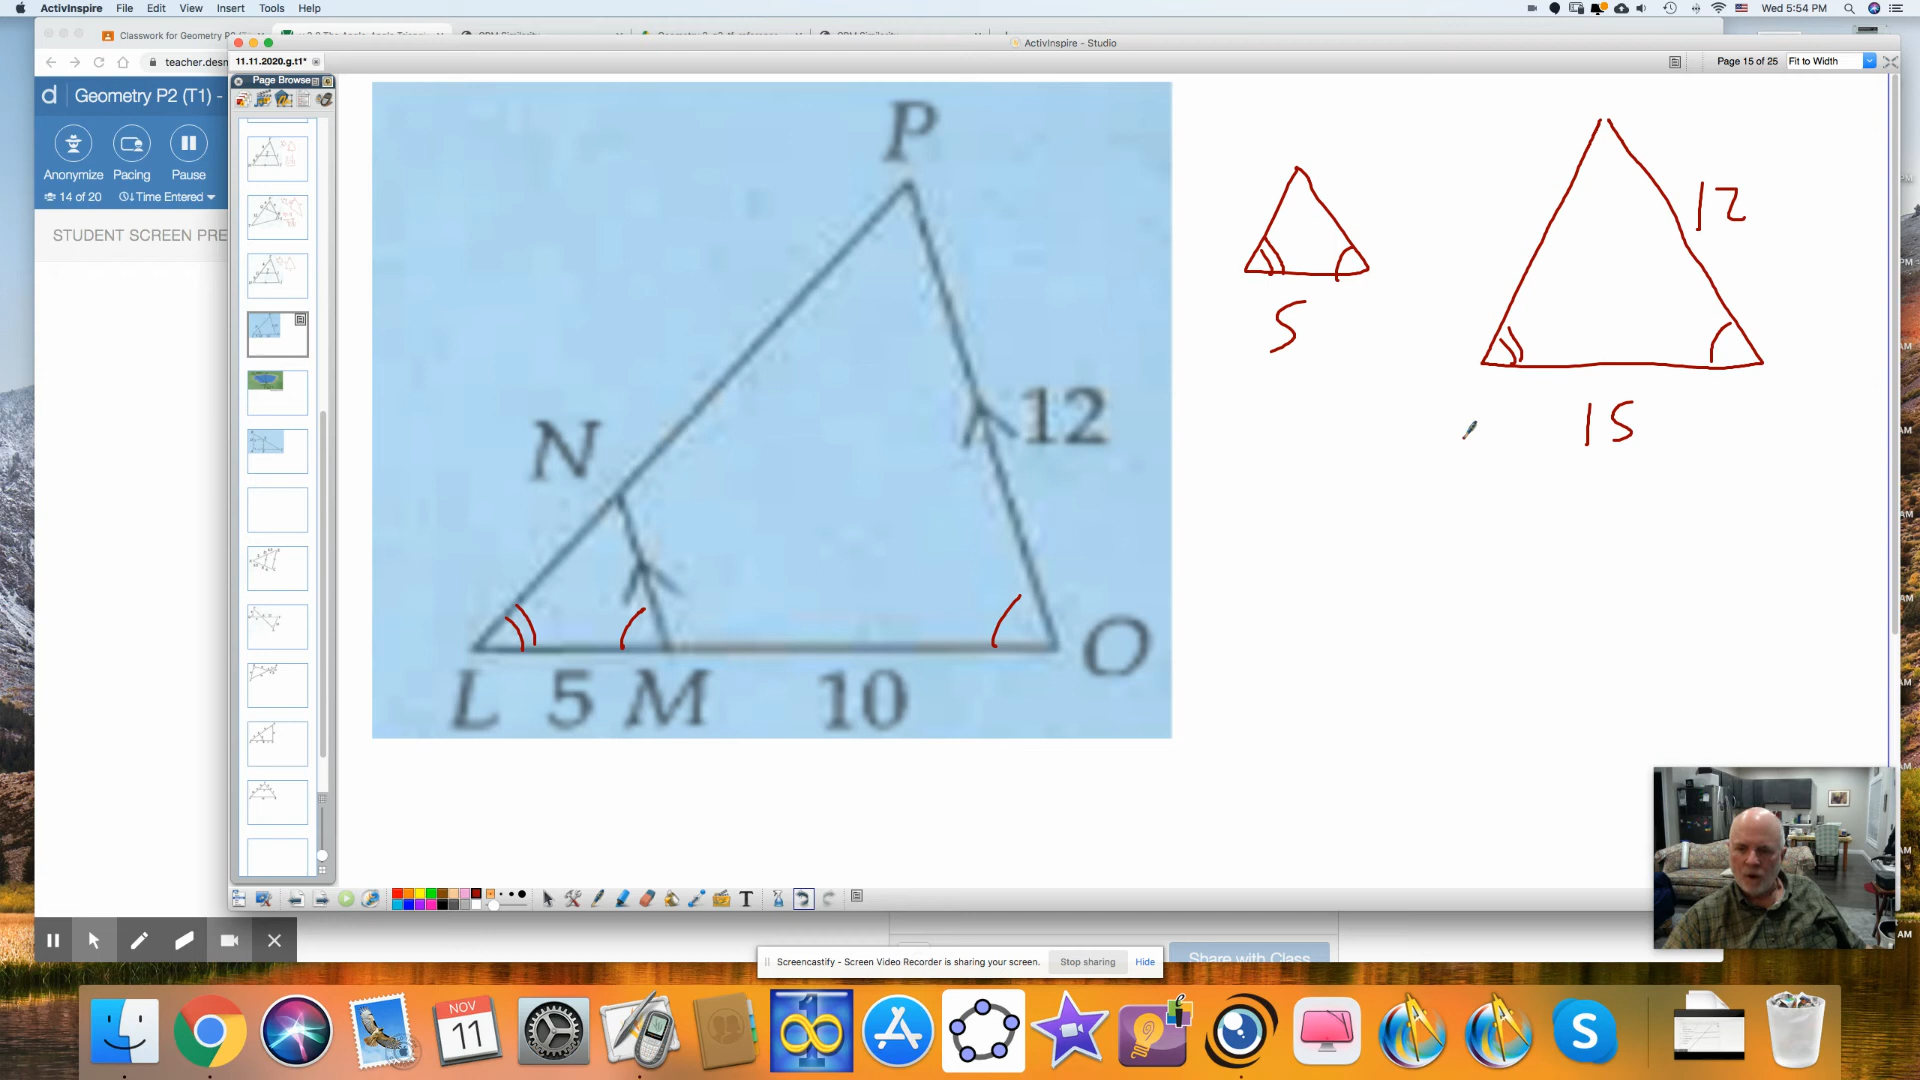 ActivInspire File Edit View Insert Tools Help
Wed 5:54 PM
Classwork for Geometry P
teacher.desn
ActivInspire - Studio
11.11.2020.g.t1*
Page 15 of 25 Fit to Width
d Geometry P2 (T1) -
Page Browse
Anonymize Pacing Pause
14 of 20 Time Entered
STUDENT SCREEN PRE
P
N
12
L 5 M 10 O
5
12
15
T
Screencastify - Screen Video Recorder is sharing your screen. Stop sharing Hide
Share with Class
NOV
11
1
S